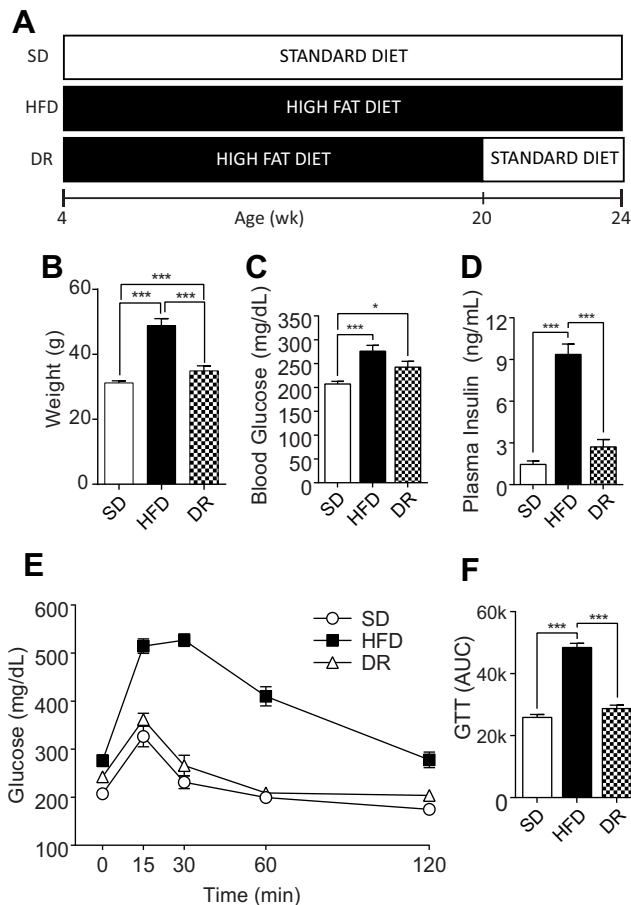 A
SD STANDARD DIET
HFD HIGH FAT DIET
DR HIGH FAT DIET STANDARD DIET
4 Age (wk) 20 24
B
Weight (g)
60
40
20
0
***
*** ***
SD HFD DR
C
Blood Glucose (mg/dL)
350
300
250
200
150
100
50
0
*
***
SD HFD DR
D
Plasma Insulin (ng/mL)
12
9
6
3
0
*** ***
SD HFD DR
E
Glucose (mg/dL)
600
500
400
300
200
100
SD
HFD
DR
0 15 30 60 120
Time (min)
F
GTT (AUC)
60k
40k
20k
0
*** ***
SD HFD DR